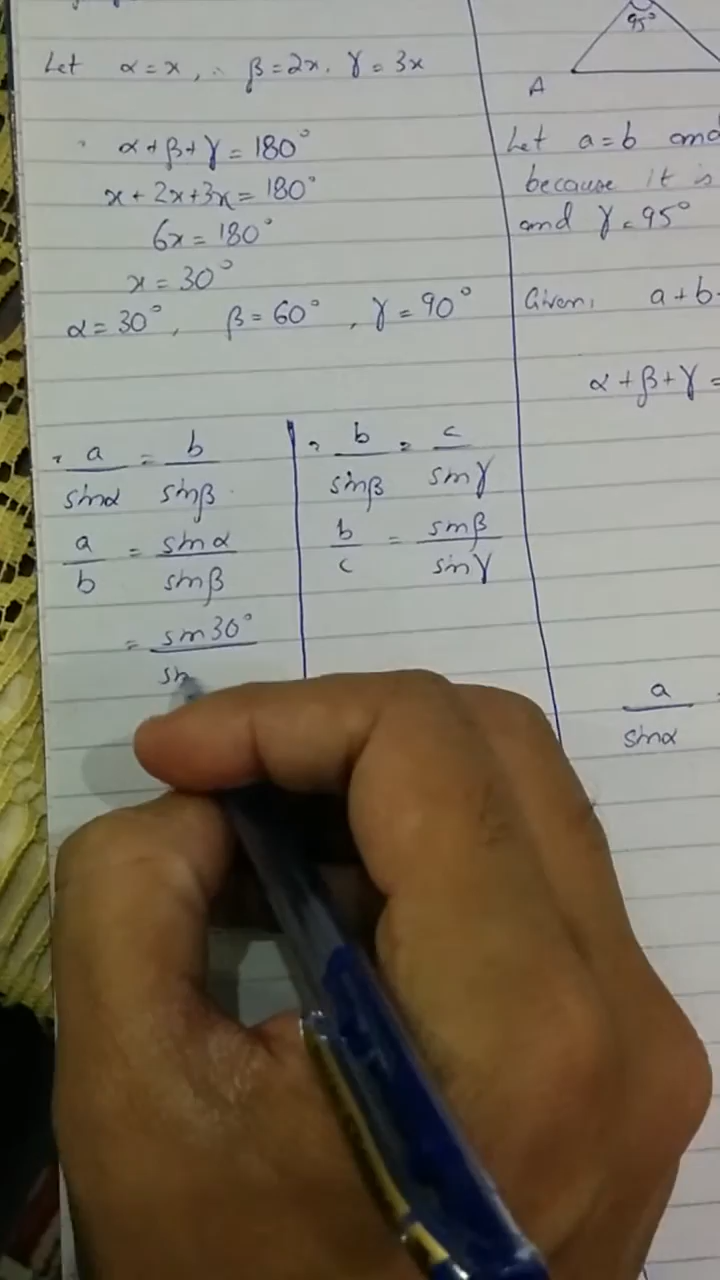 Let α = x, ∴ β = 2x. γ = 3x
∵ α + β + γ = 180°
x + 2x + 3x = 180°
6x = 180°
x = 30°
α = 30°, β = 60°, γ = 90°
a/sinα = b/sinβ
a/b = sinα/sinβ
= sin30°/
b/sinβ = c/sinγ
b/c = sinβ/sinγ
95°
A
Let a = b and
because it is
and γ = 95°
Given, a + b
α + β + γ =
a/sinα